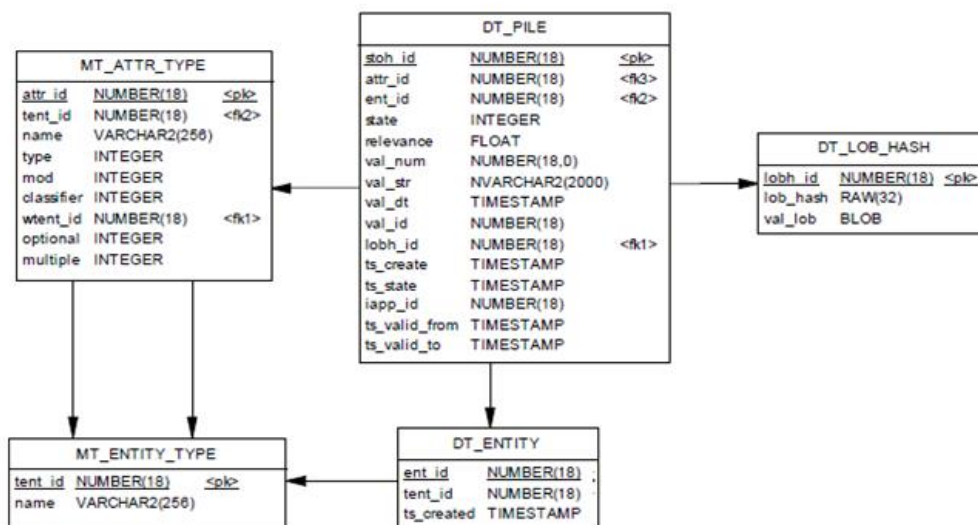 DT_PILE
stoh_id NUMBER(18) <pk>
attr_id NUMBER(18) <fk3>
ent_id NUMBER(18) <fk2>
state INTEGER
relevance FLOAT
val_num NUMBER(18,0)
val_str NVARCHAR2(2000)
val_dt TIMESTAMP
val_id NUMBER(18)
lobh_id NUMBER(18) <fk1>
ts_create TIMESTAMP
ts_state TIMESTAMP
iapp_id NUMBER(18)
ts_valid_from TIMESTAMP
ts_valid_to TIMESTAMP
MT_ATTR_TYPE
attr_id NUMBER(18) <pk>
tent_id NUMBER(18) <fk2>
name VARCHAR2(256)
type INTEGER
mod INTEGER
classifier INTEGER
wtent_id NUMBER(18) <fk1>
optional INTEGER
multiple INTEGER
DT_LOB_HASH
lobh_id NUMBER(18) <pk>
lob_hash RAW(32)
val_lob BLOB
MT_ENTITY_TYPE
tent_id NUMBER(18) <pk>
name VARCHAR2(256)
DT_ENTITY
ent_id NUMBER(18)
tent_id NUMBER(18)
ts_created TIMESTAMP